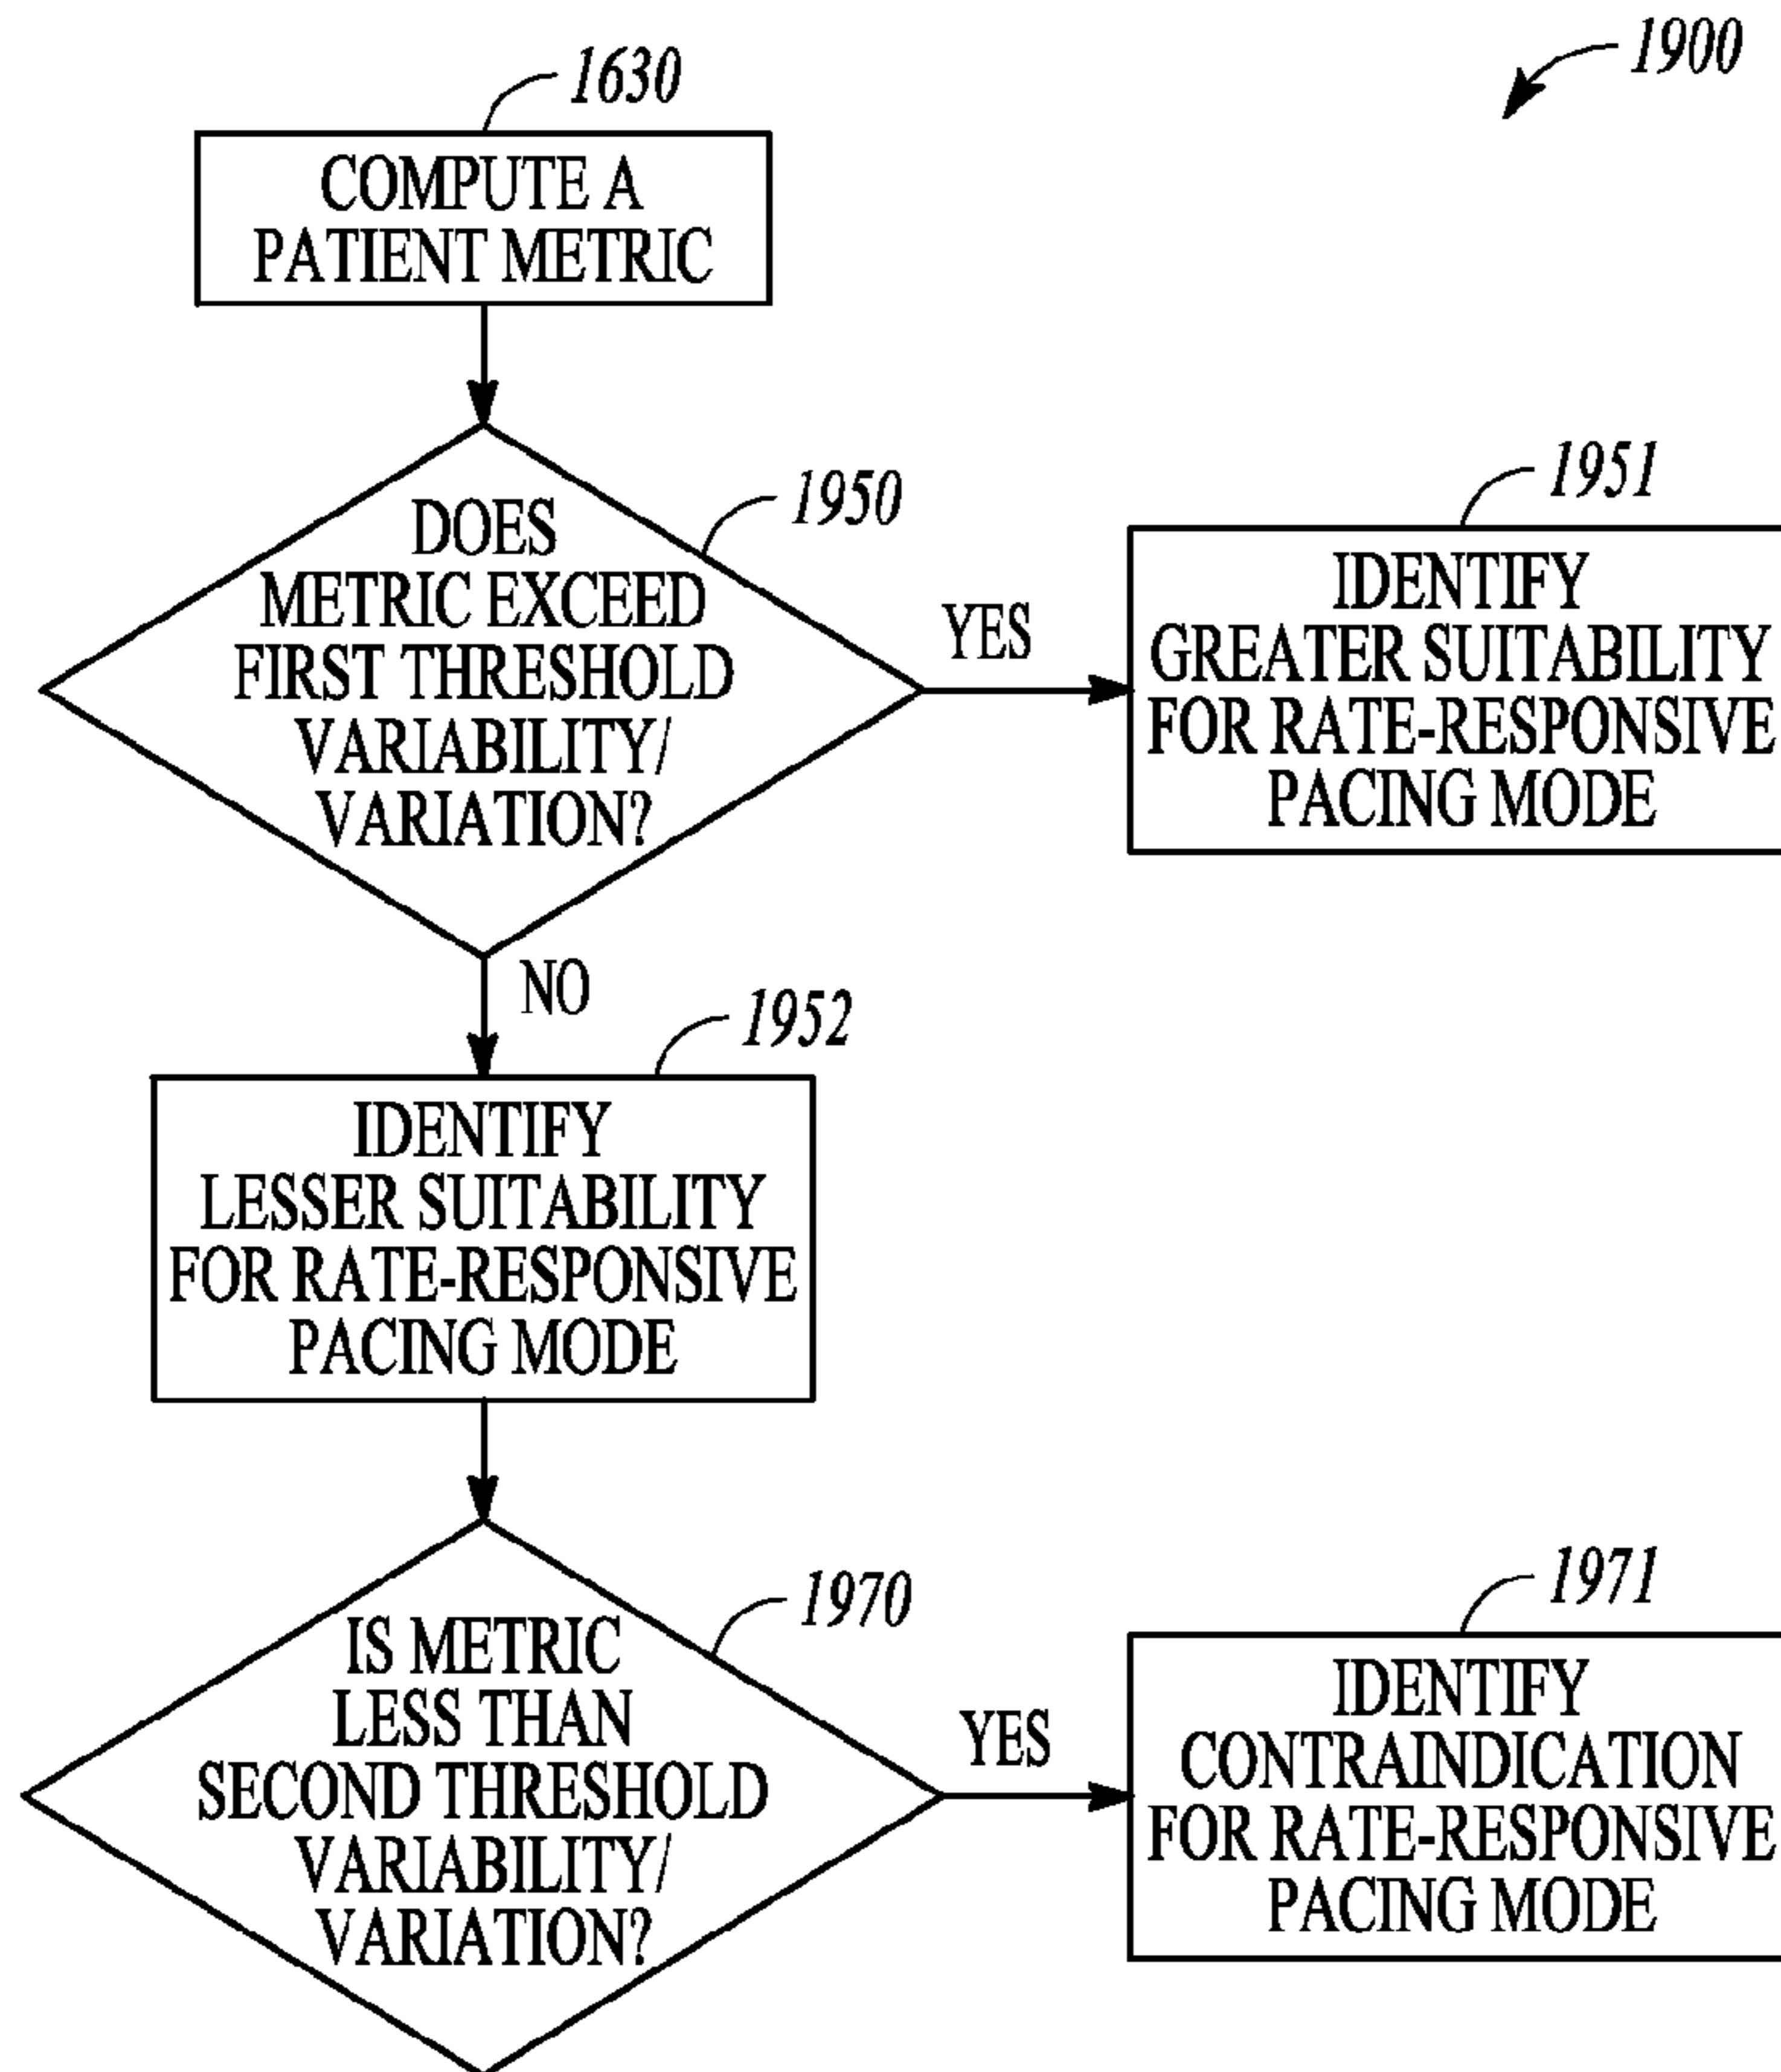 1900
1630
COMPUTE A
PATIENT METRIC
1950
DOES
METRIC EXCEED
FIRST THRESHOLD
VARIABILITY/
VARIATION?
YES
1951
IDENTIFY
GREATER SUITABILITY
FOR RATE-RESPONSIVE
PACING MODE
NO
1952
IDENTIFY
LESSER SUITABILITY
FOR RATE-RESPONSIVE
PACING MODE
1970
IS METRIC
LESS THAN
SECOND THRESHOLD
VARIABILITY/
VARIATION?
YES
1971
IDENTIFY
CONTRAINDICATION
FOR RATE-RESPONSIVE
PACING MODE